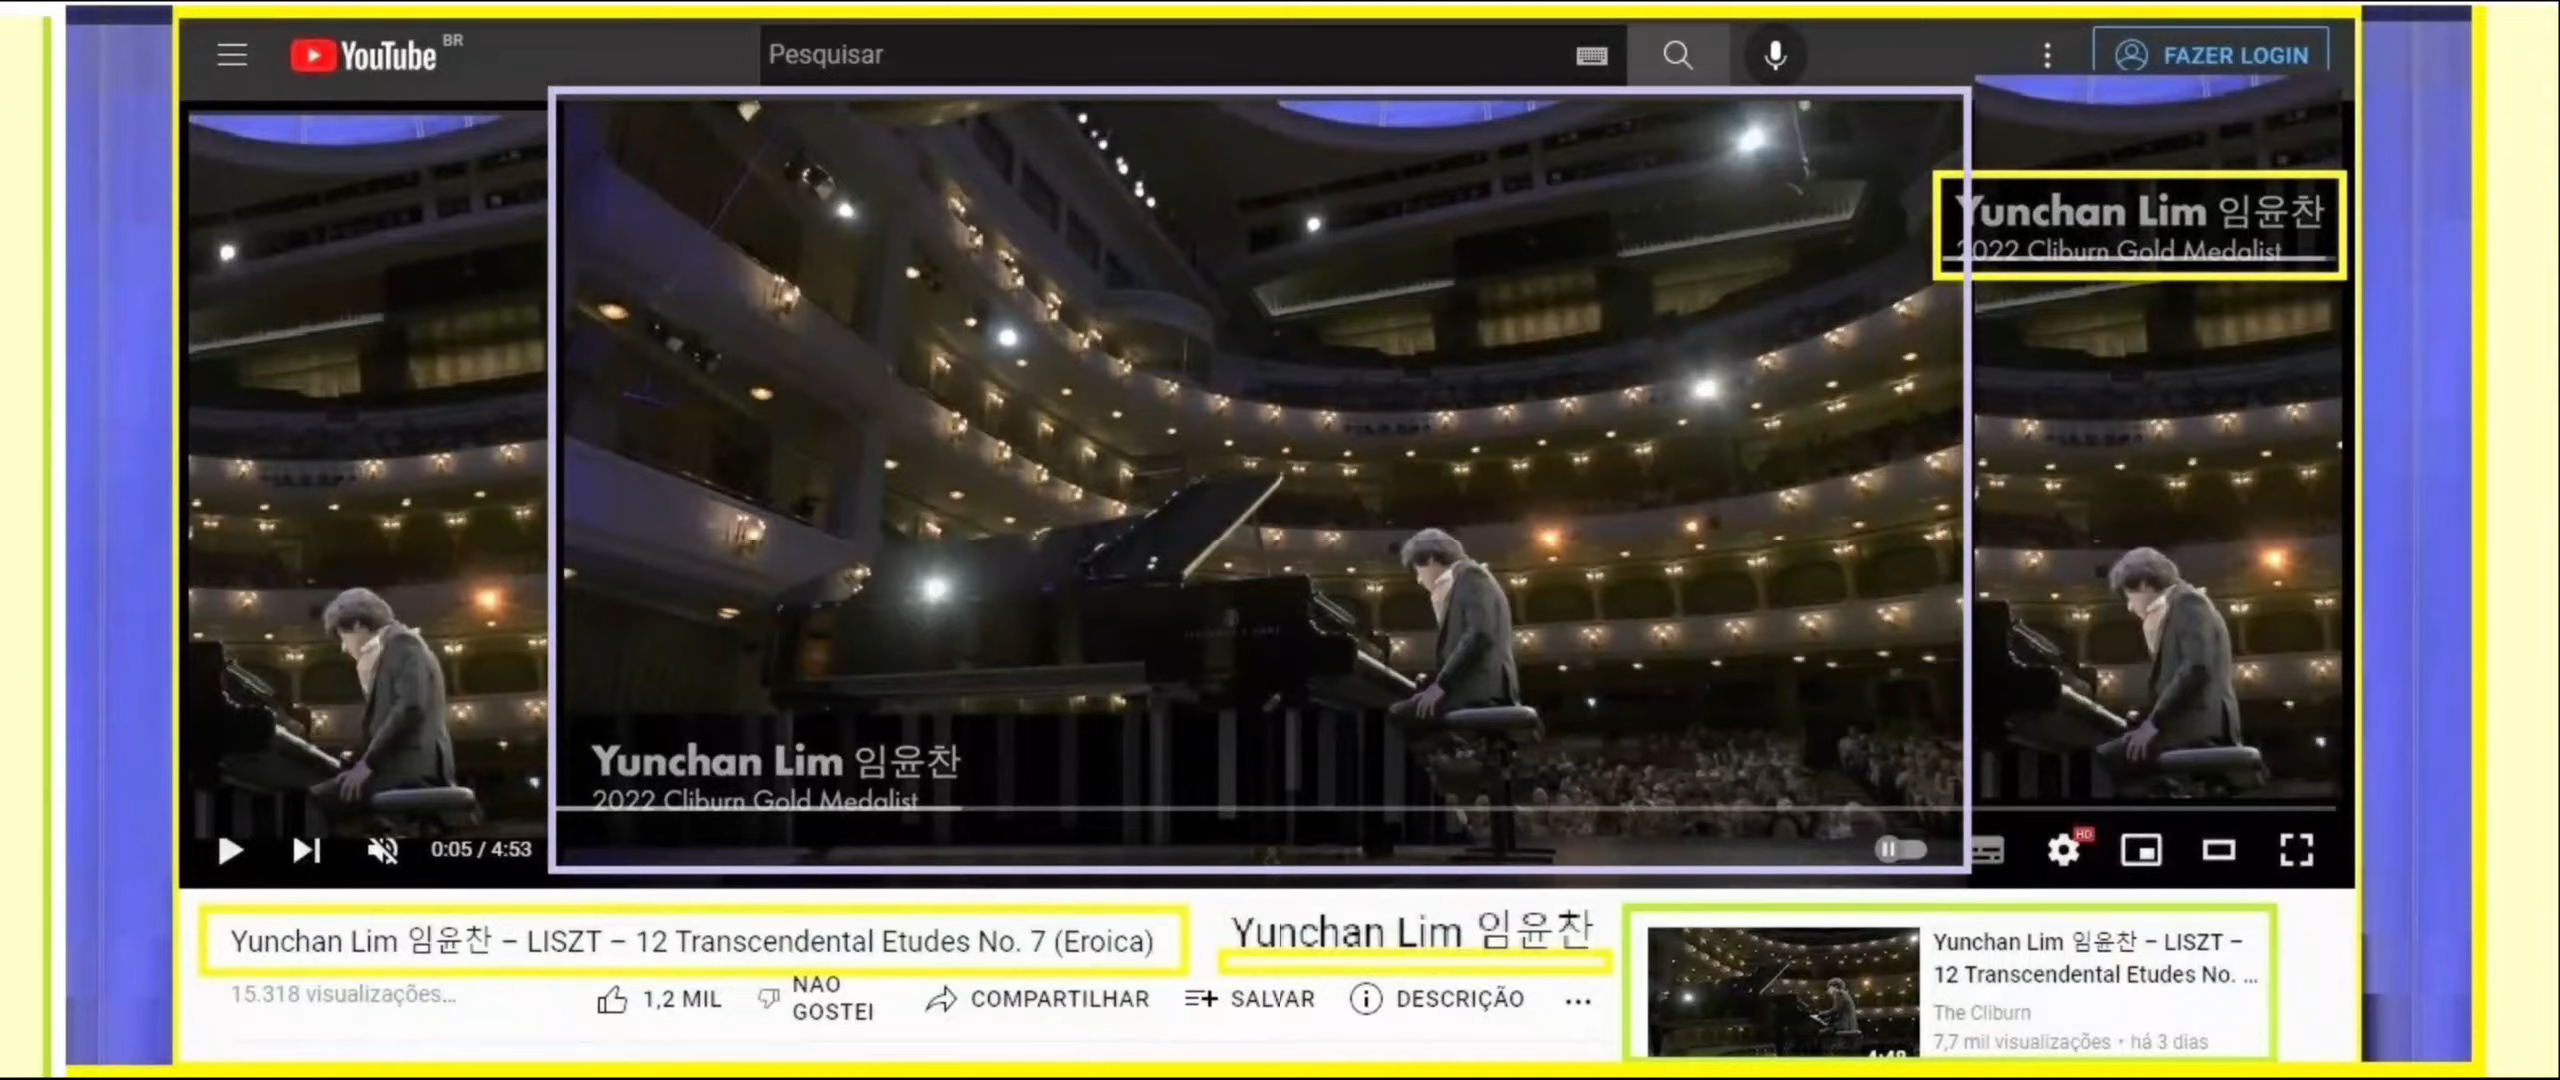 YouTube BR
Pesquisar
FAZER LOGIN
Yunchan Lim 임윤찬
2022 Cliburn Gold Medalist
Yunchan Lim 임윤찬
2022 Cliburn Gold Medalist
0:05 / 4:53
HD
Yunchan Lim 임윤찬 – LISZT – 12 Transcendental Etudes No. 7 (Eroica)
Yunchan Lim 임윤찬
15.318 visualizações...
1,2 MIL
NAO
GOSTEI
COMPARTILHAR
SALVAR
DESCRIÇÃO
Yunchan Lim 임윤찬 – LISZT –
12 Transcendental Etudes No. ...
The Cliburn
7,7 mil visualizações • há 3 dias